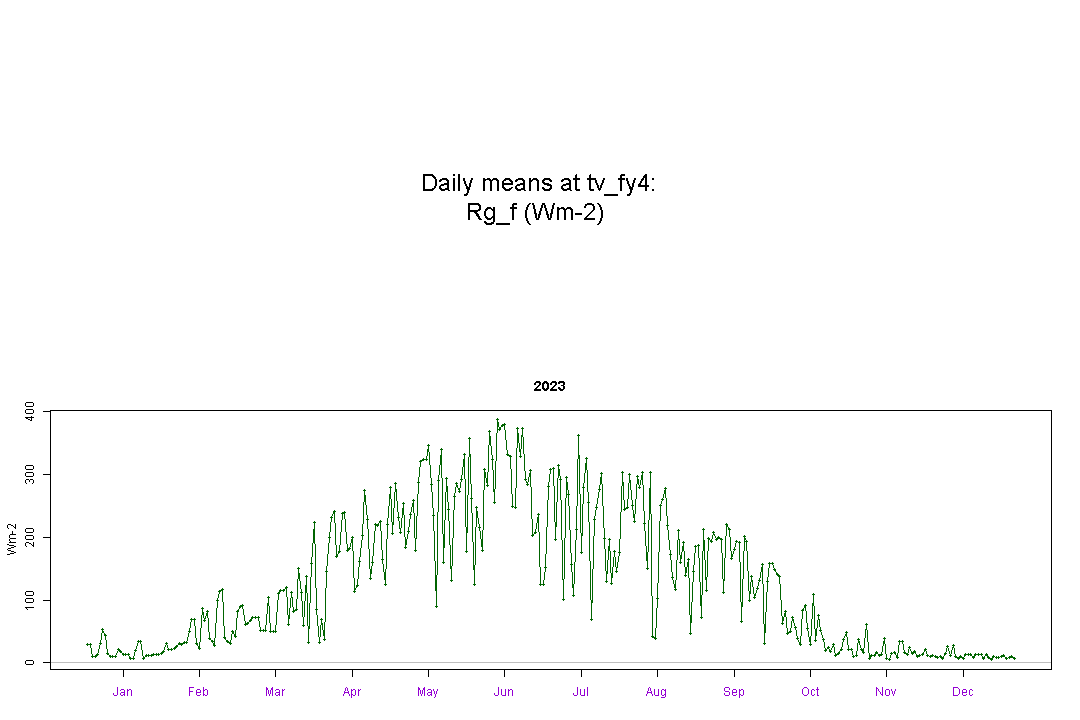 Daily means at tv_fy4:
Rg_f (Wm-2)
2023
Wm-2
400
300
200
100
0
Jan Feb Mar Apr May Jun Jul Aug Sep Oct Nov Dec